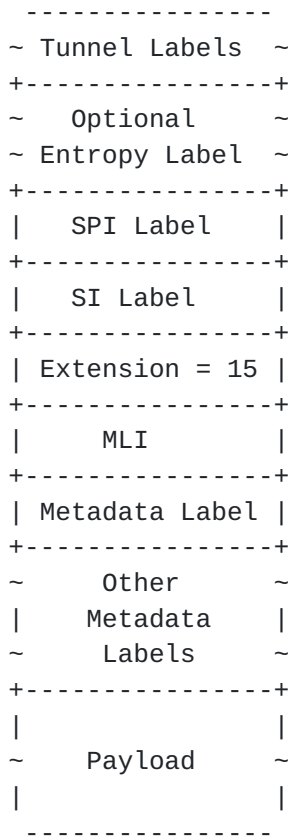 ---------------
~ Tunnel Labels ~
+----------------+
~ Optional ~
~ Entropy Label ~
+----------------+
| SPI Label |
+----------------+
| SI Label |
+----------------+
| Extension = 15 |
+----------------+
| MLI |
+----------------+
| Metadata Label |
+----------------+
~ Other ~
| Metadata |
~ Labels ~
+----------------+
| |
~ Payload ~
| |
----------------